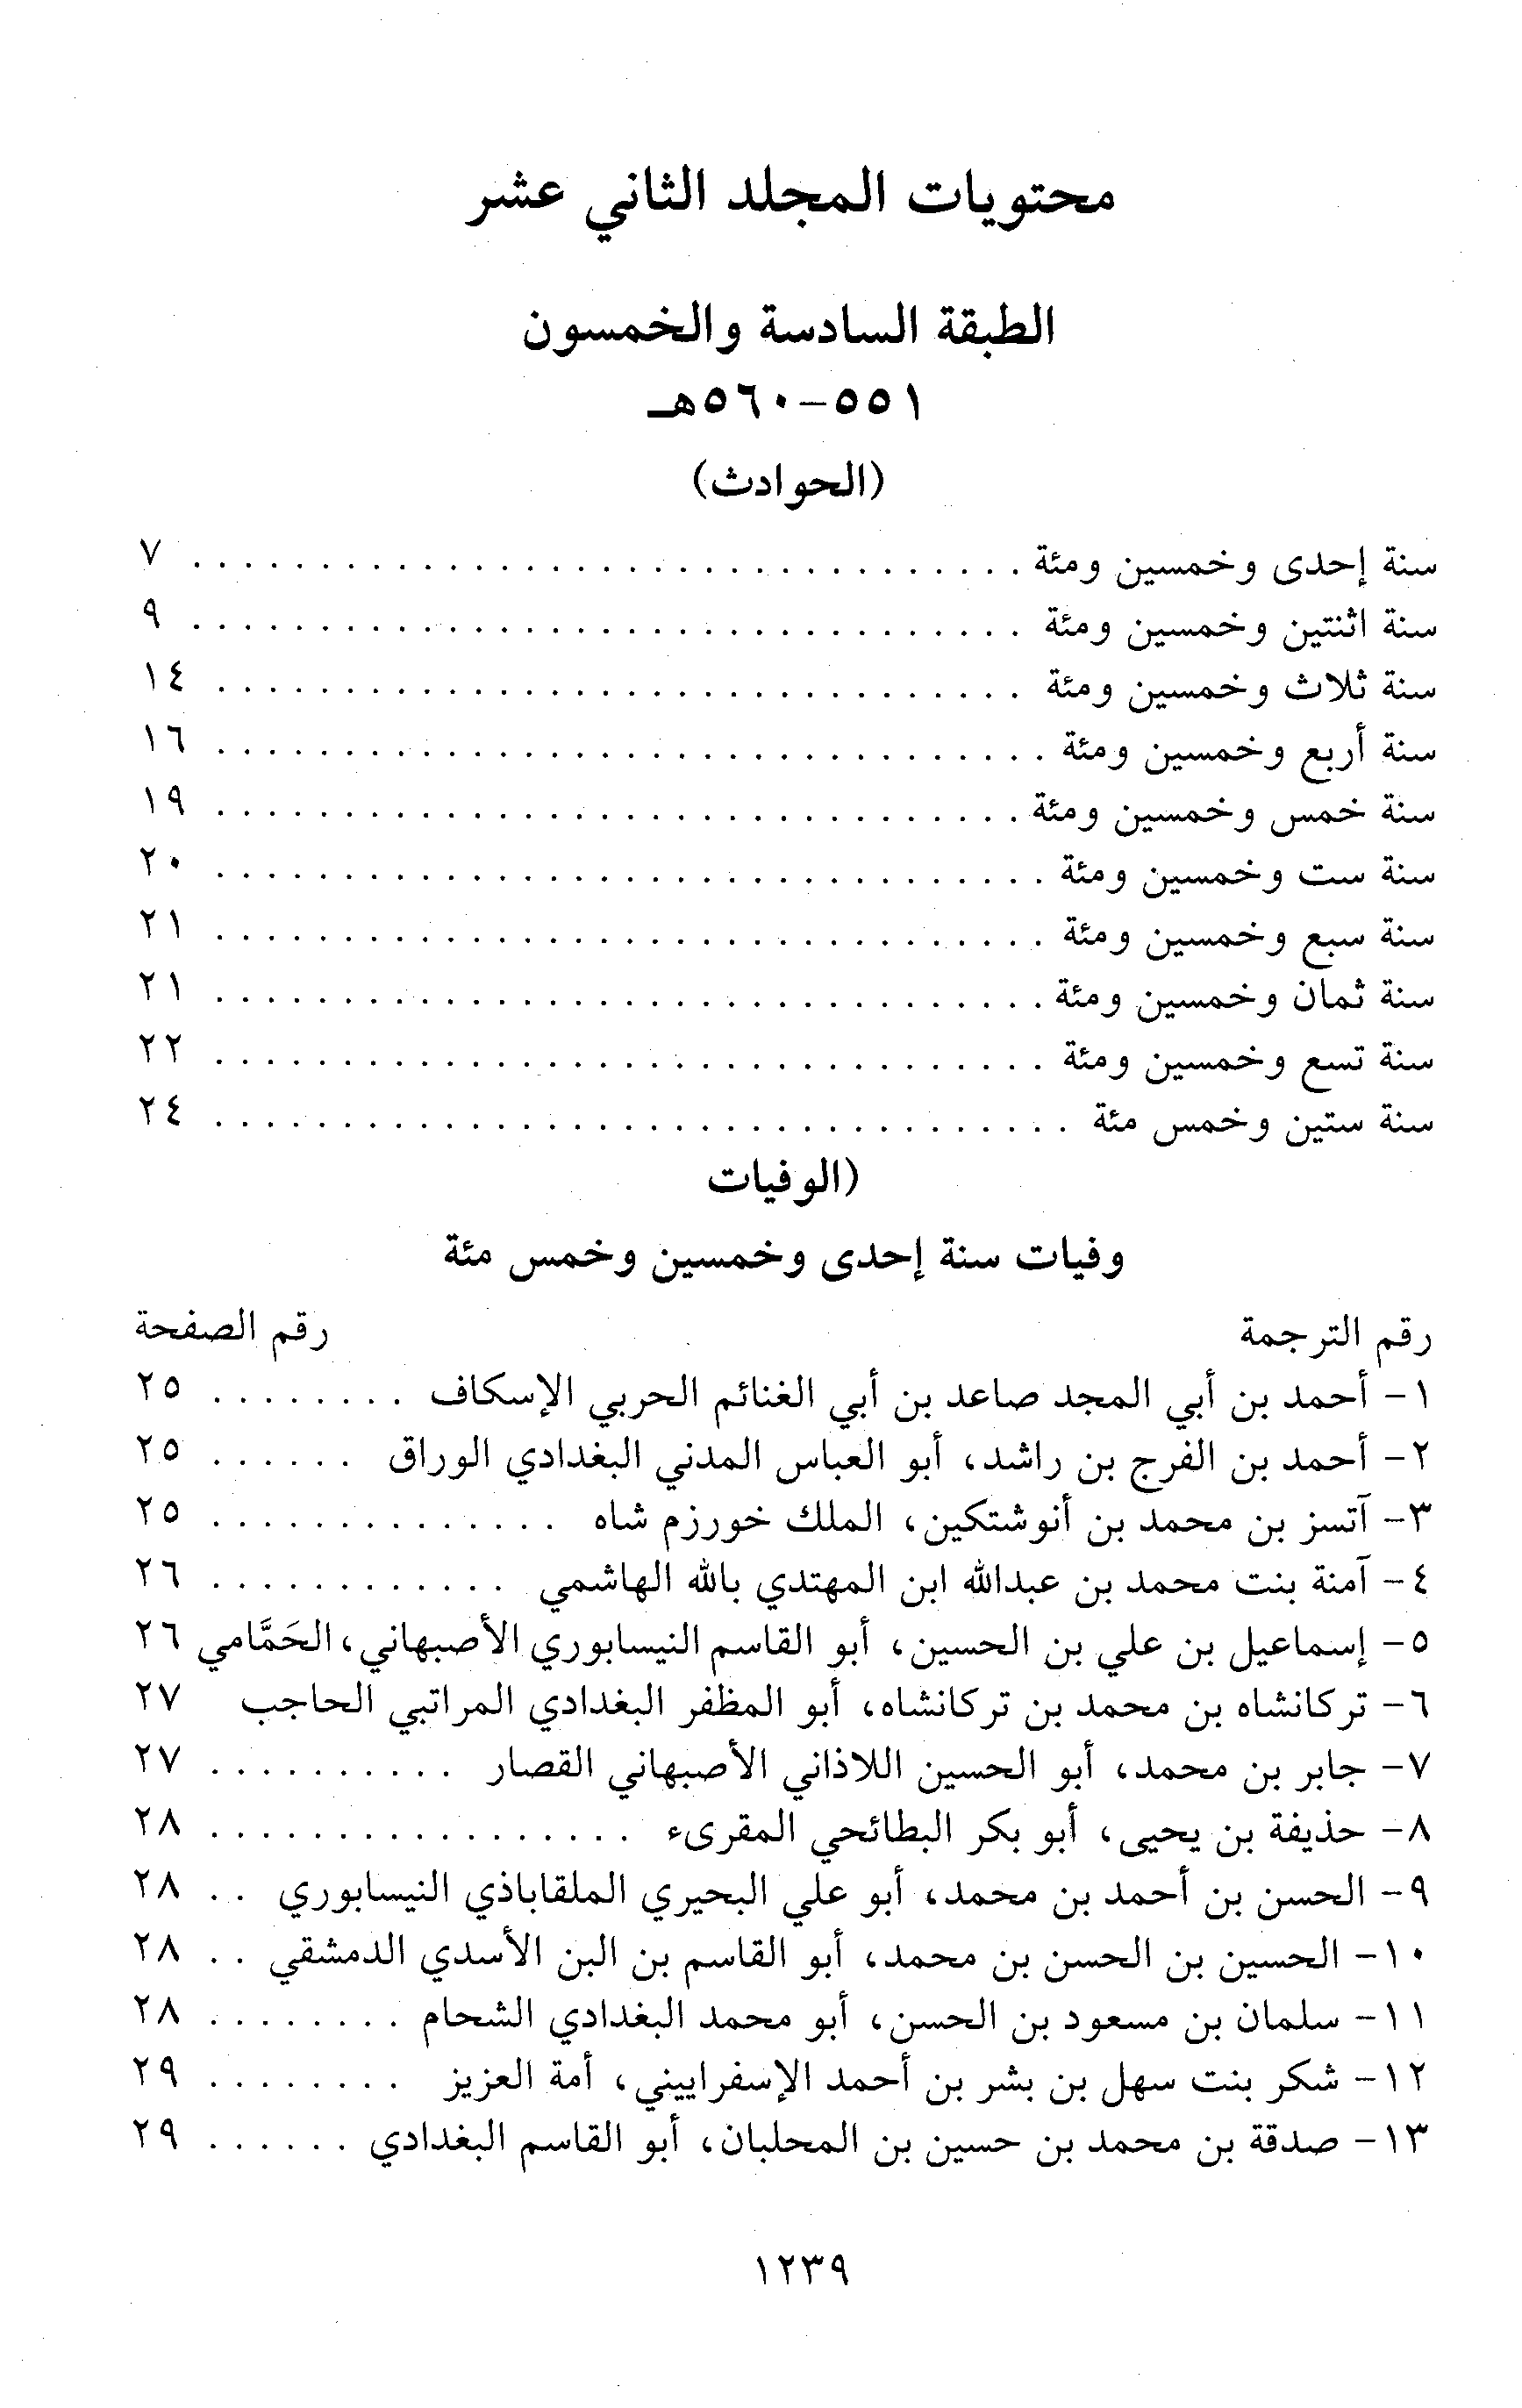 محتويات المجلد الثاني عشر
الطبقة السادسة والخمسون
٥٥١-٥٦٠هـ
(الحوادث)
سنة إحدى وخمسين ومئة . . . . . . . . . . . . . . . . . . . . . . . . . . . . . . . . . ٧
سنة اثنتين وخمسين ومئة . . . . . . . . . . . . . . . . . . . . . . . . . . . . . . . . . ٩
سنة ثلاث وخمسين ومئة . . . . . . . . . . . . . . . . . . . . . . . . . . . . . . . . ١٤
سنة أربع وخمسين ومئة . . . . . . . . . . . . . . . . . . . . . . . . . . . . . . . . . ١٦
سنة خمس وخمسين ومئة . . . . . . . . . . . . . . . . . . . . . . . . . . . . . . . . ١٩
سنة ست وخمسين ومئة . . . . . . . . . . . . . . . . . . . . . . . . . . . . . . . . . ٢٠
سنة سبع وخمسين ومئة . . . . . . . . . . . . . . . . . . . . . . . . . . . . . . . . . ٢١
سنة ثمان وخمسين ومئة . . . . . . . . . . . . . . . . . . . . . . . . . . . . . . . . . ٢١
سنة تسع وخمسين ومئة . . . . . . . . . . . . . . . . . . . . . . . . . . . . . . . . . ٢٢
سنة ستين وخمس مئة . . . . . . . . . . . . . . . . . . . . . . . . . . . . . . . . . . ٢٤
(الوفيات
وفيات سنة إحدى وخمسين وخمس مئة
رقم الترجمة رقم الصفحة
١- أحمد بن أبي المجد صاعد بن أبي الغنائم الحربي الإسكاف . . . . . . . . ٢٥
٢- أحمد بن الفرج بن راشد، أبو العباس المدني البغدادي الوراق . . . . . . ٢٥
٣- آتسز بن محمد بن أنوشتكين، الملك خورزم شاه . . . . . . . . . . . . . . ٢٥
٤- آمنة بنت محمد بن عبدالله ابن المهتدي بالله الهاشمي . . . . . . . . . . . . ٢٦
٥- إسماعيل بن علي بن الحسين، أبو القاسم النيسابوري الأصبهاني، الحَمَّامي ٢٦
٦- تركانشاه بن محمد بن تركانشاه، أبو المظفر البغدادي المراتبي الحاجب ٢٧
٧- جابر بن محمد، أبو الحسين اللاذاني الأصبهاني القصار . . . . . . . . . . ٢٧
٨- حذيفة بن يحيى، أبو بكر البطائحي المقرىء . . . . . . . . . . . . . . . . . ٢٨
٩- الحسن بن أحمد بن محمد، أبو علي البحيري الملقاباذي النيسابوري . . ٢٨
١٠- الحسين بن الحسن بن محمد، أبو القاسم بن البن الأسدي الدمشقي . . ٢٨
١١- سلمان بن مسعود بن الحسن، أبو محمد البغدادي الشحام . . . . . . . . ٢٨
١٢- شكر بنت سهل بن بشر بن أحمد الإسفراييني، أمة العزيز . . . . . . . . ٢٩
١٣- صدقة بن محمد بن حسين بن المحلبان، أبو القاسم البغدادي . . . . . . ٢٩
١٢٣٩